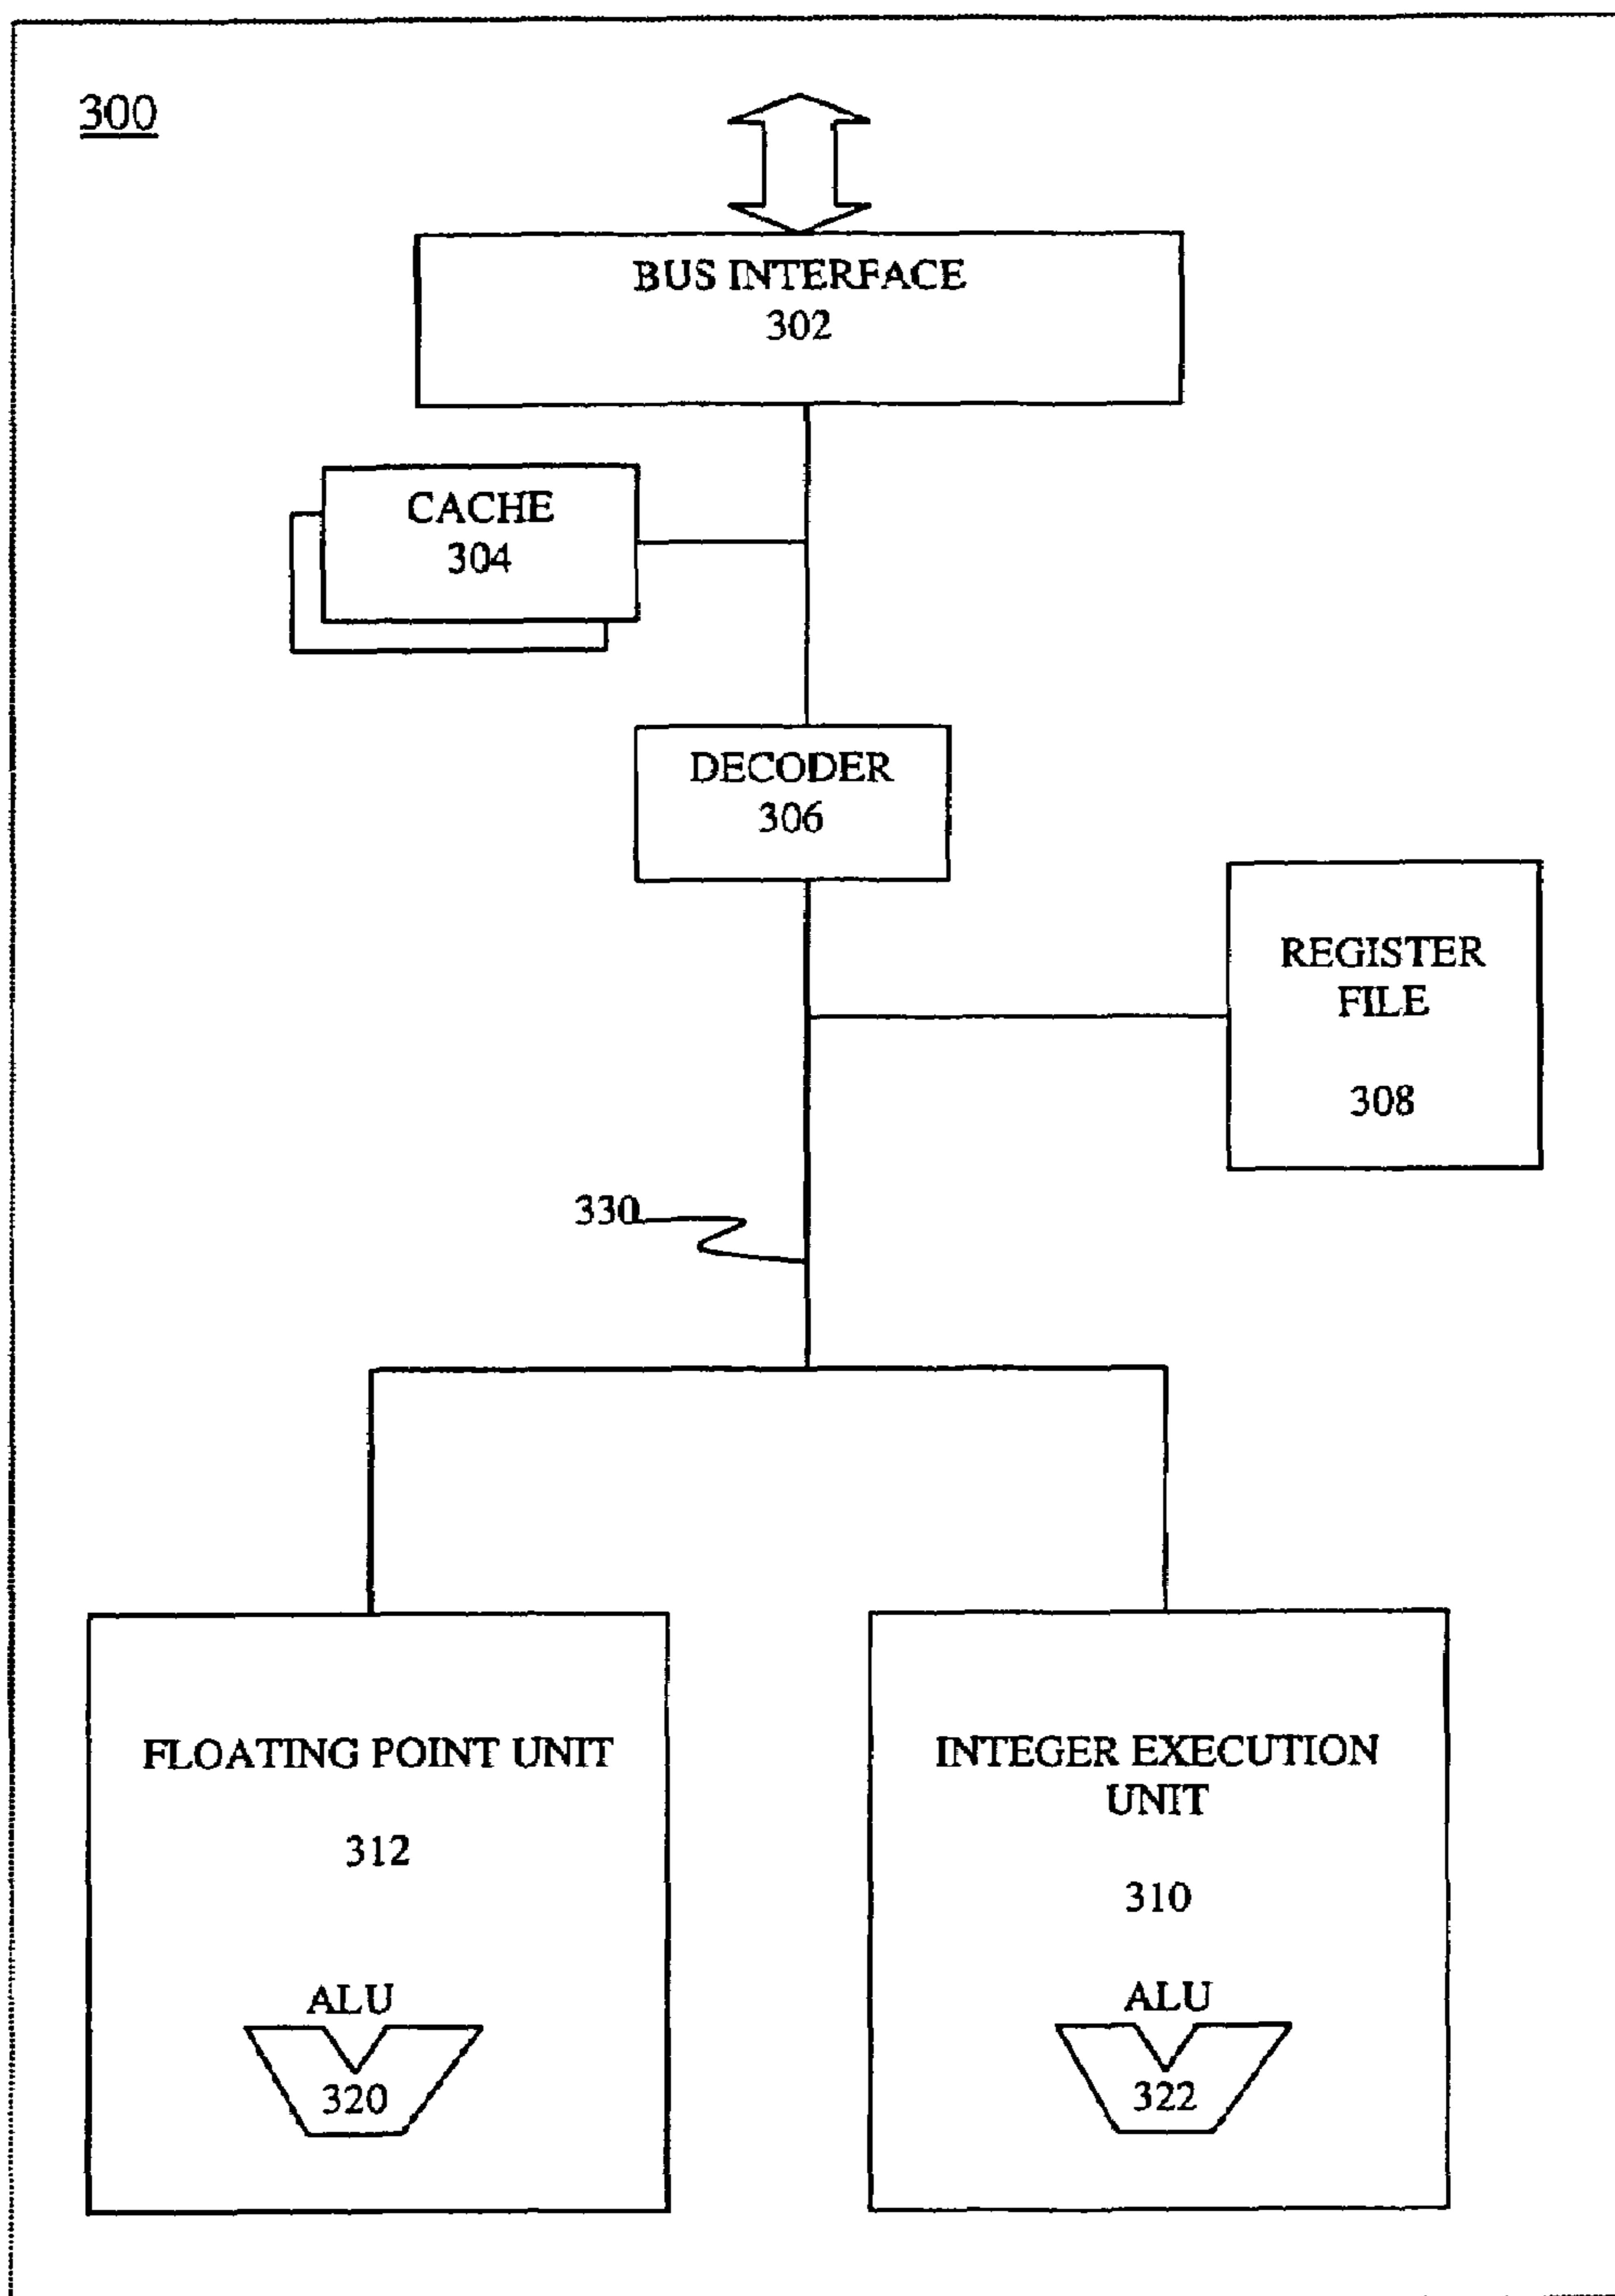 300
BUS INTERFACE
302
CACHE
304
DECODER
306
REGISTER
FILE
308
330
FLOATING POINT UNIT
312
ALU
320
INTEGER EXECUTION
UNIT
310
ALU
322